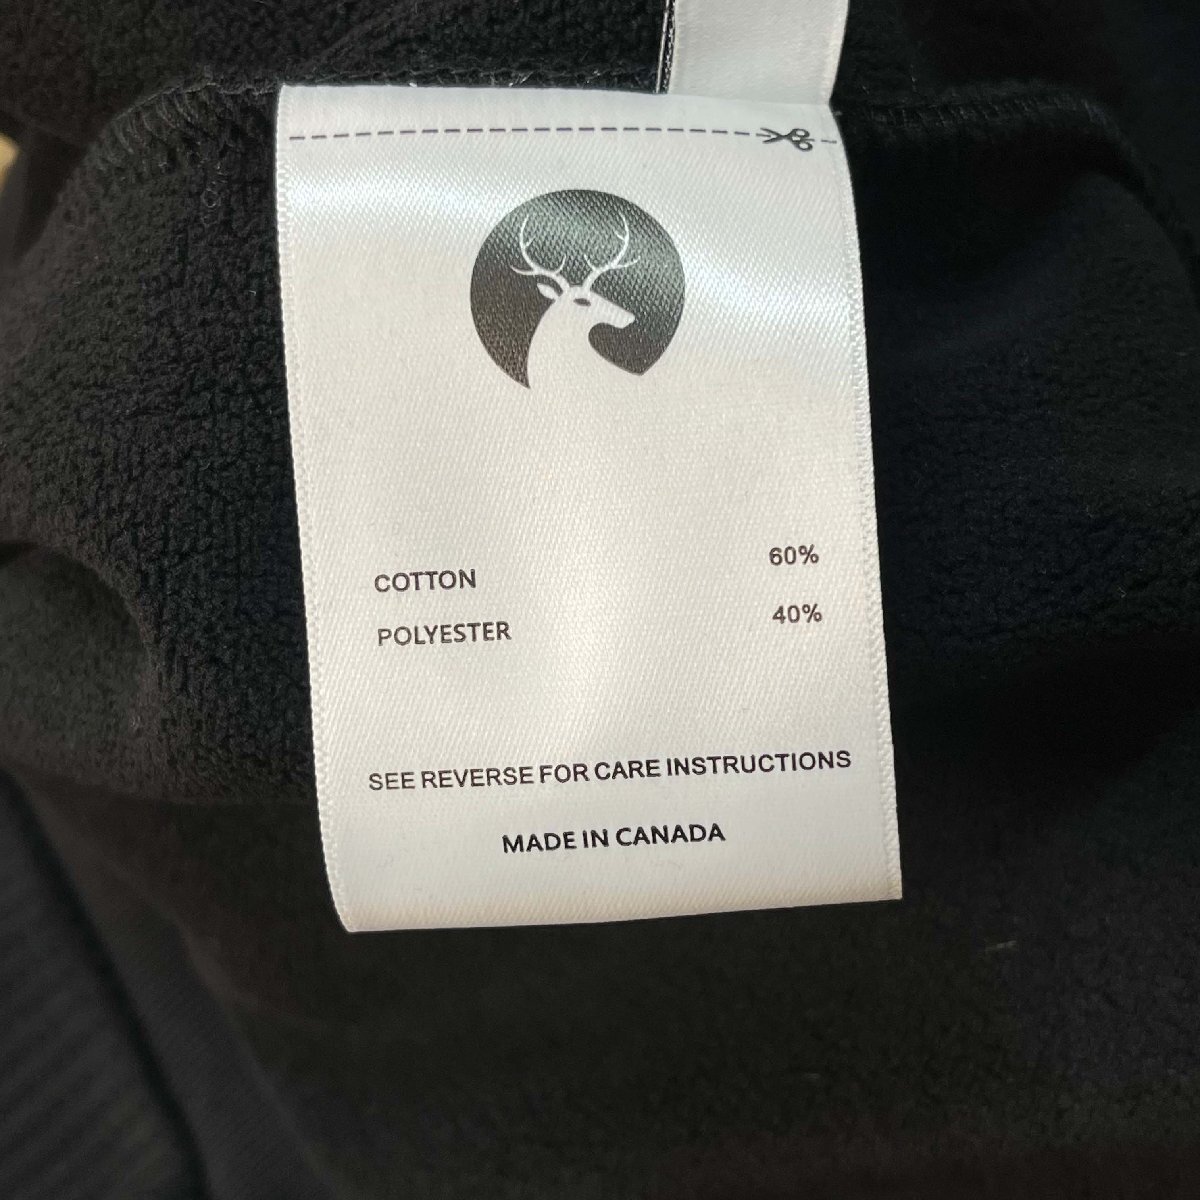 COTTON 60%
POLYESTER 40%
SEE REVERSE FOR CARE INSTRUCTIONS
MADE IN CANADA